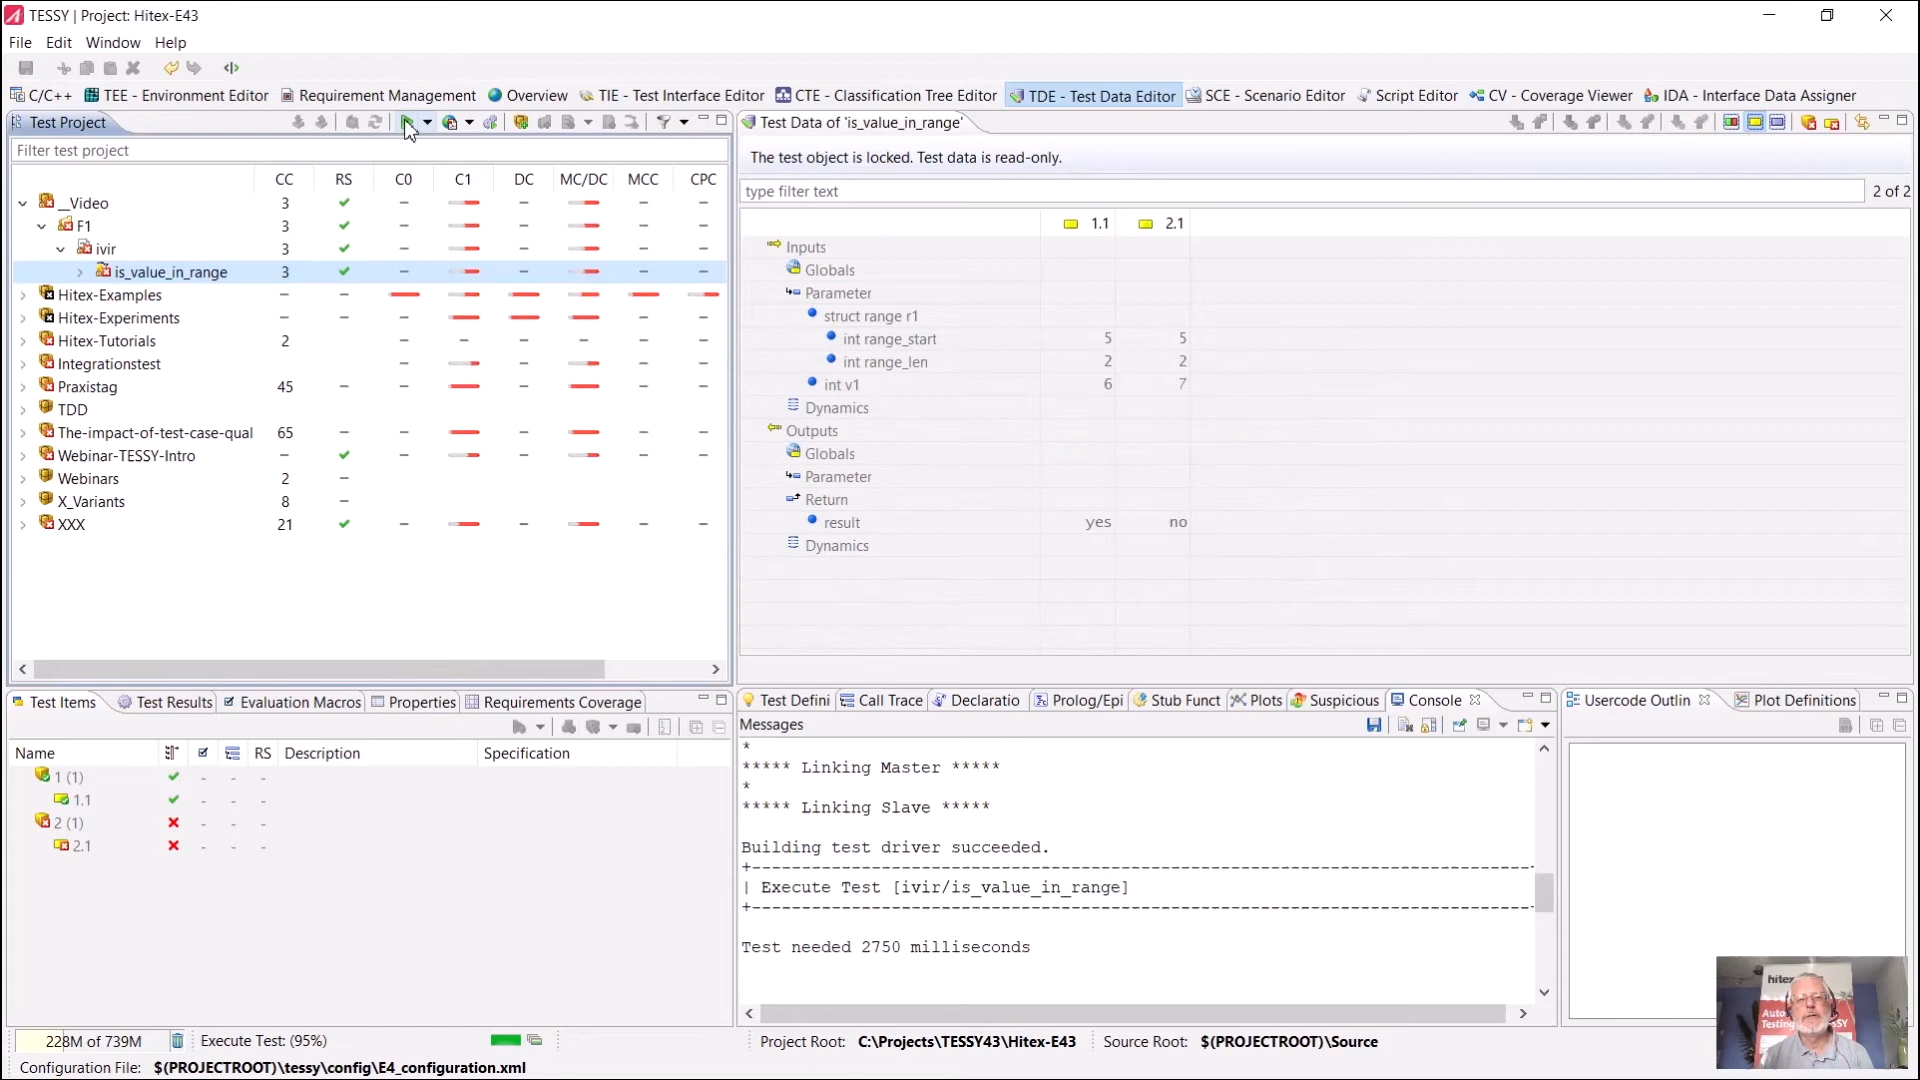 TESSY | Project: Hitex-E43
File Edit Window Help
C/C++ TEE - Environment Editor Requirement Management Overview TIE - Test Interface Editor CTE - Classification Tree Editor TDE - Test Data Editor SCE - Scenario Editor Script Editor CV - Coverage Viewer IDA - Interface Data Assigner
Test Project
Filter test project
CC RS C0 C1 DC MC/DC MCC CPC
__Video 3
F1 3
ivir 3
is_value_in_range 3
Hitex-Examples
Hitex-Experiments
Hitex-Tutorials 2
Integrationstest
Praxistag 45
TDD
The-impact-of-test-case-qual 65
Webinar-TESSY-Intro
Webinars 2
X_Variants 8
XXX 21
Test Data of 'is_value_in_range'
The test object is locked. Test data is read-only.
type filter text 2 of 2
1.1 2.1
Inputs
Globals
Parameter
struct range r1
int range_start 5 5
int range_len 2 2
int v1 6 7
Dynamics
Outputs
Globals
Parameter
Return
result yes no
Dynamics
Test Items Test Results Evaluation Macros Properties Requirements Coverage
Name RS Description Specification
1 (1)
1.1
2 (1)
2.1
Test Defini Call Trace Declaratio Prolog/Epi Stub Funct Plots Suspicious Console
Messages
*
***** Linking Master *****
*
***** Linking Slave *****
Building test driver succeeded.
+------------------------------------------------------------------------
| Execute Test [ivir/is_value_in_range]
+------------------------------------------------------------------------
Test needed 2750 milliseconds
Usercode Outlin Plot Definitions
hitex
228M of 739M Execute Test: (95%) Project Root: C:\Projects\TESSY43\Hitex-E43 Source Root: $(PROJECTROOT)\Source
Configuration File: $(PROJECTROOT)\tessy\config\E4_configuration.xml